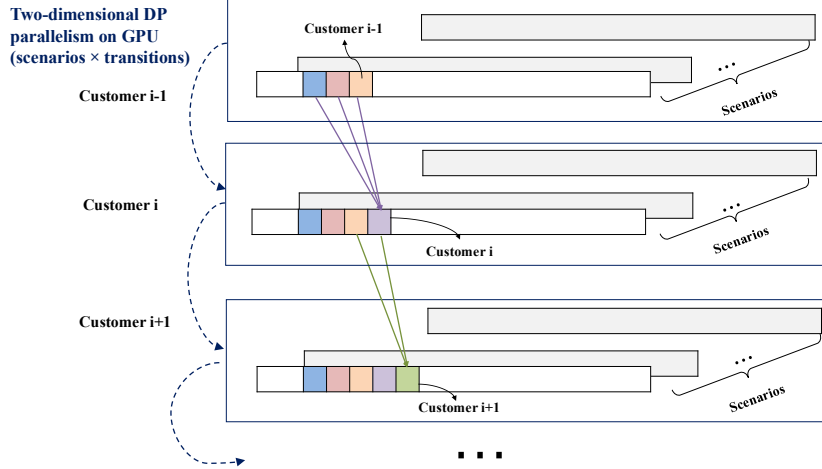 Two-dimensional DP
parallelism on GPU
(scenarios × transitions)
Customer i-1
Customer i-1
...
Scenarios
Customer i
...
Scenarios
Customer i
Customer i+1
...
Scenarios
Customer i+1
...